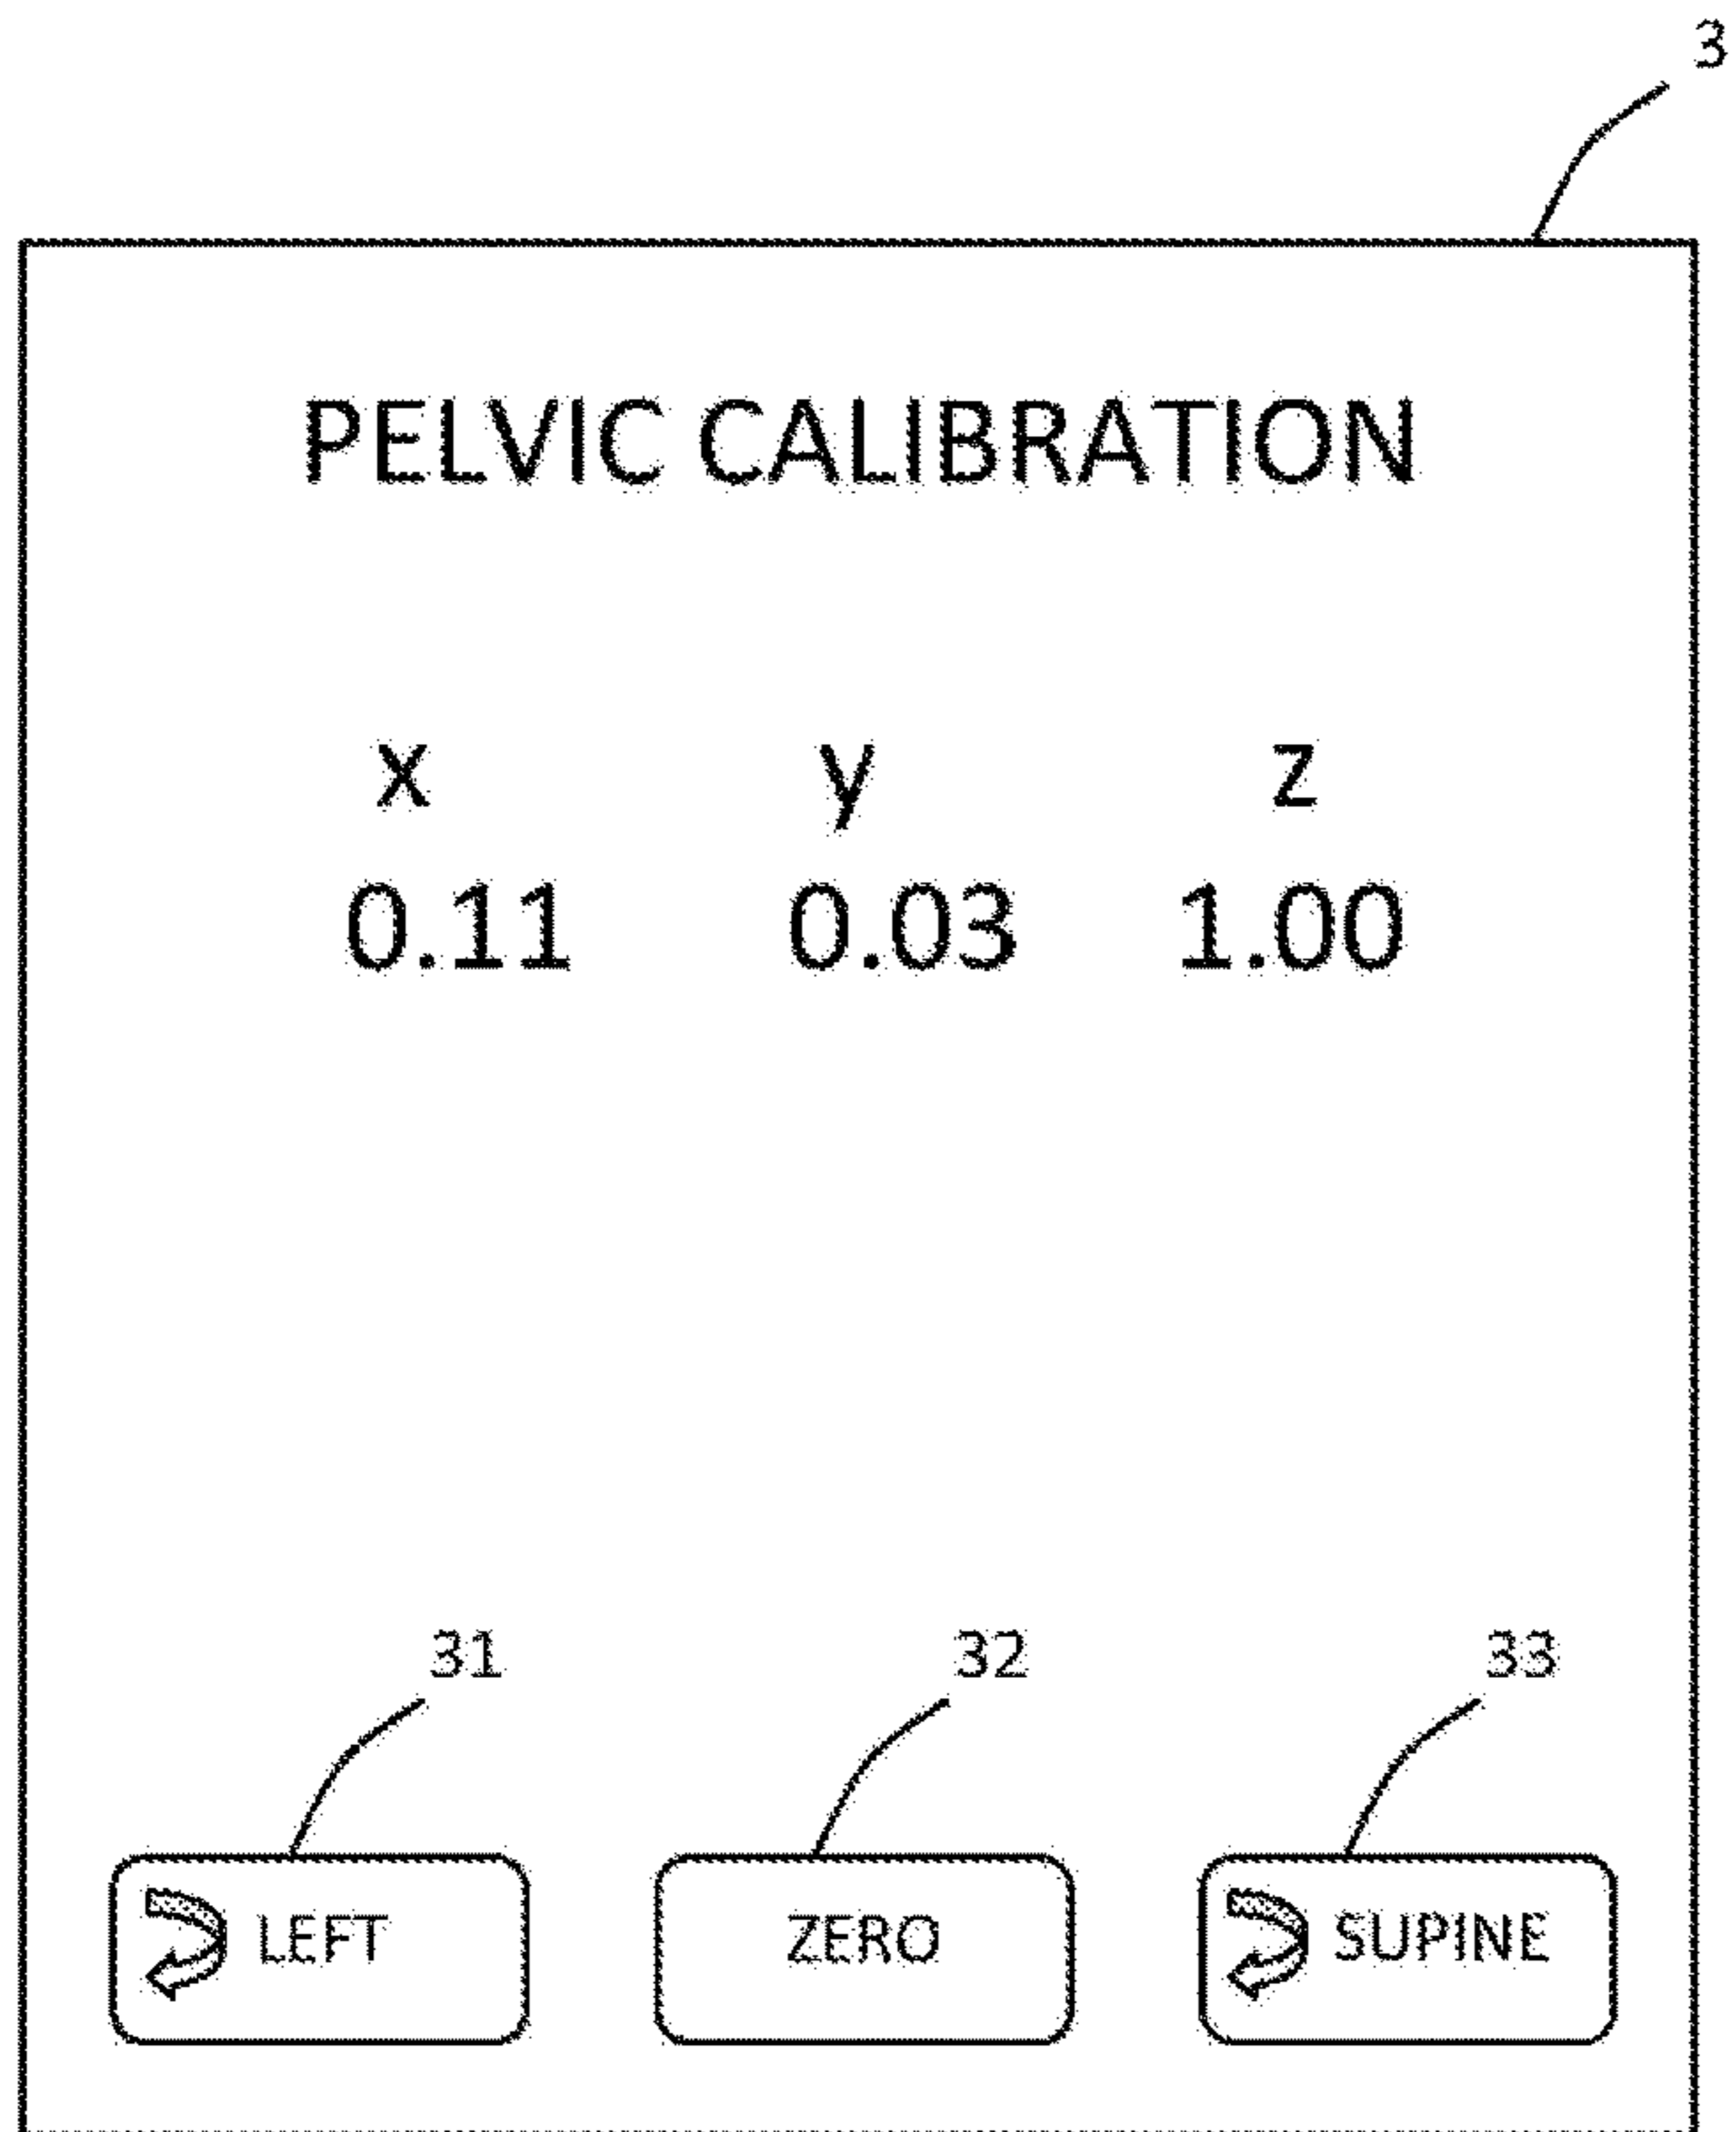 3
PELVIC CALIBRATION
x y z
0.11 0.03 1.00
31 32 33
LEFT ZERO SUPINE